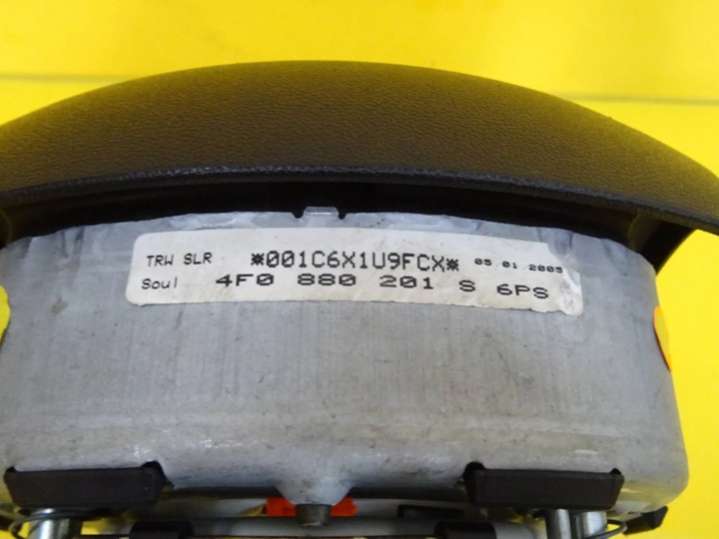 TRW SLR *001C6X1U9FCX* 05 01 2005
Soul 4F0 880 201 S 6PS